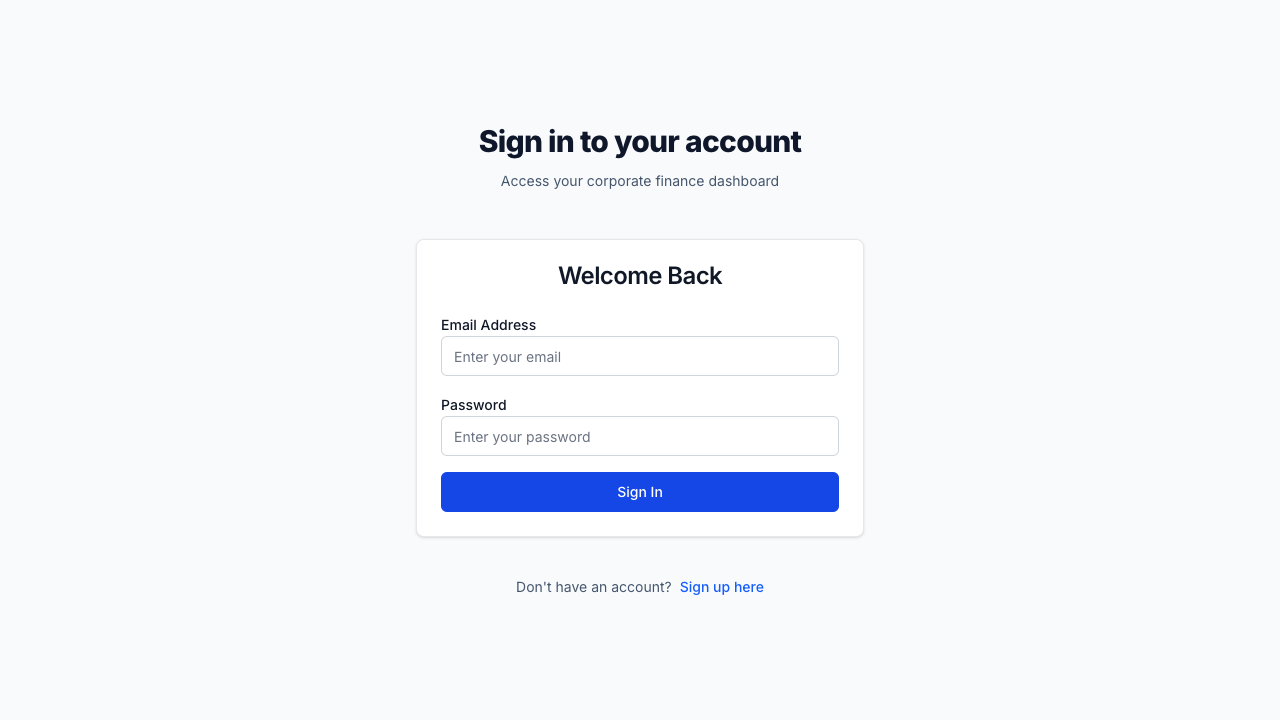 Sign in to your account
Access your corporate finance dashboard
Welcome Back
Email Address
Enter your email
Password
Enter your password
Sign In
Don't have an account? Sign up here